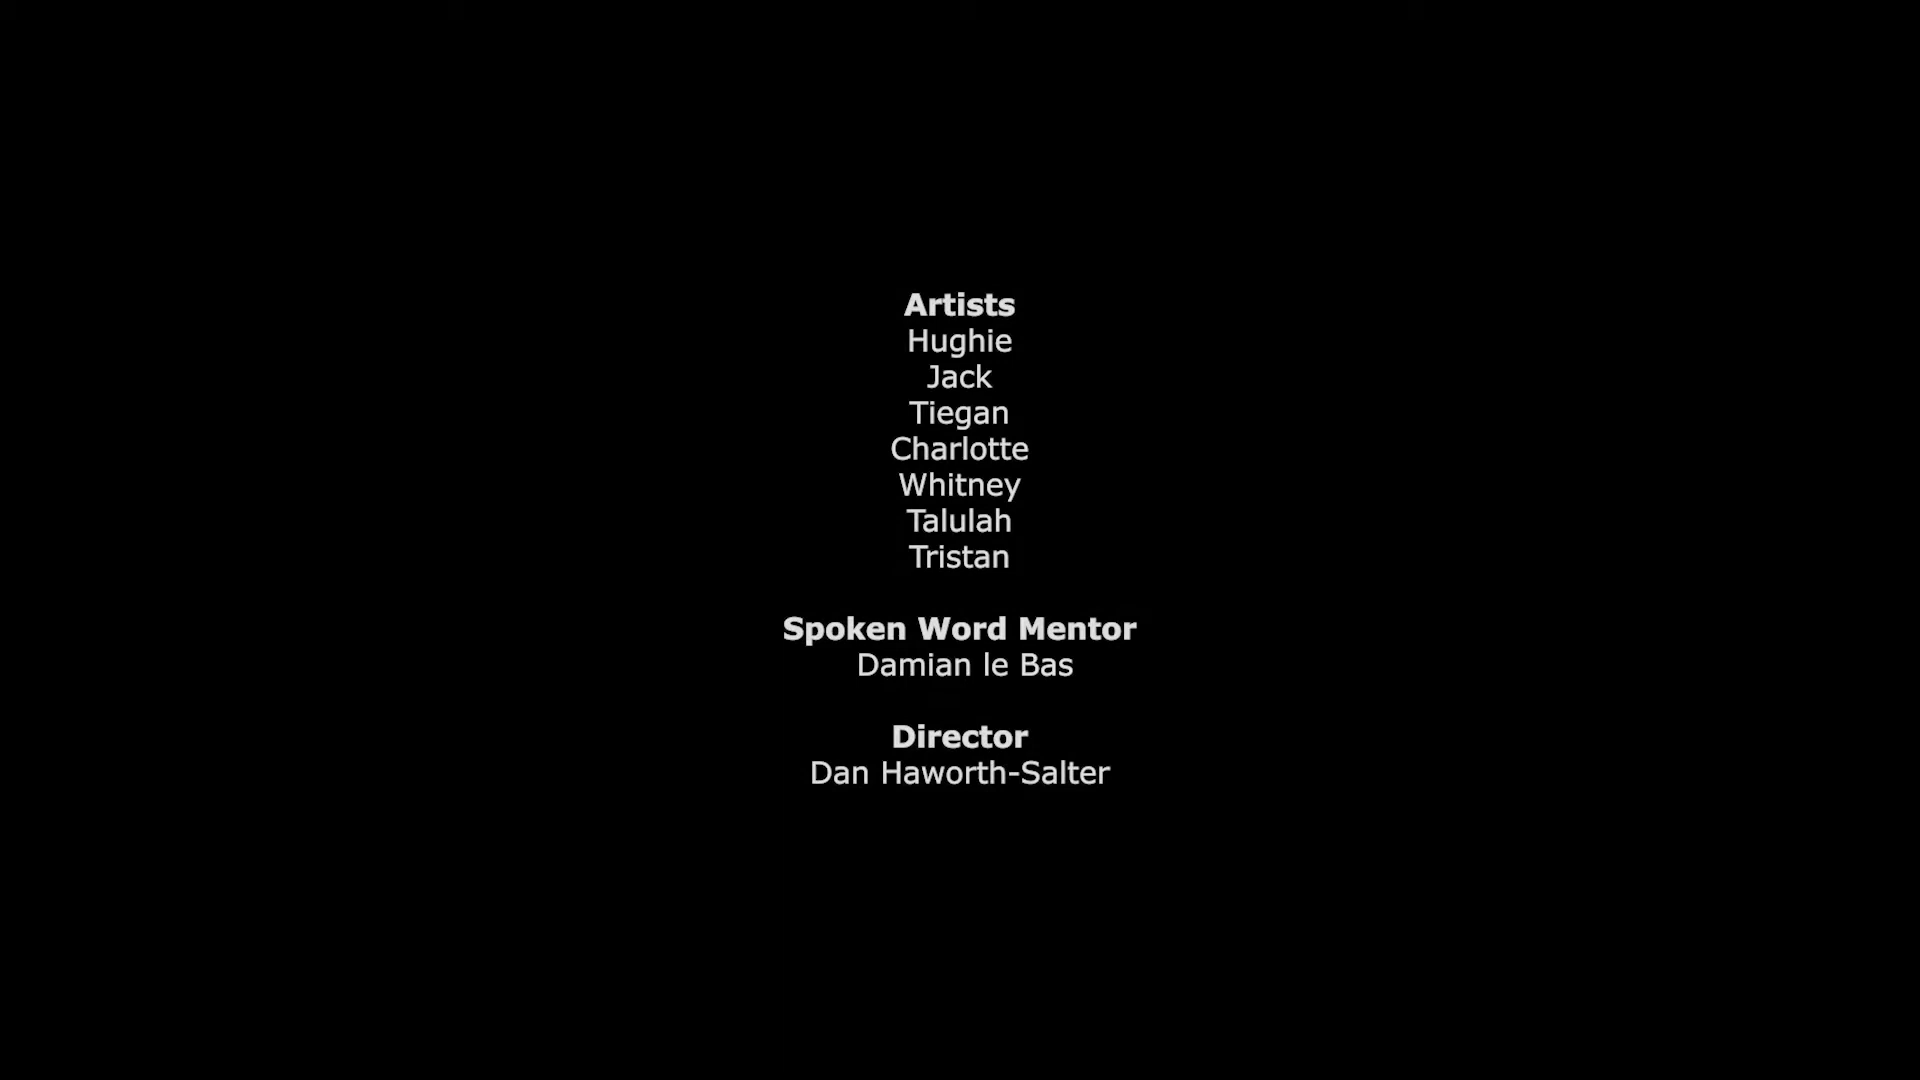 Artists
Hughie
Jack
Tiegan
Charlotte
Whitney
Talulah
Tristan
Spoken Word Mentor
Damian le Bas
Director
Dan Haworth-Salter